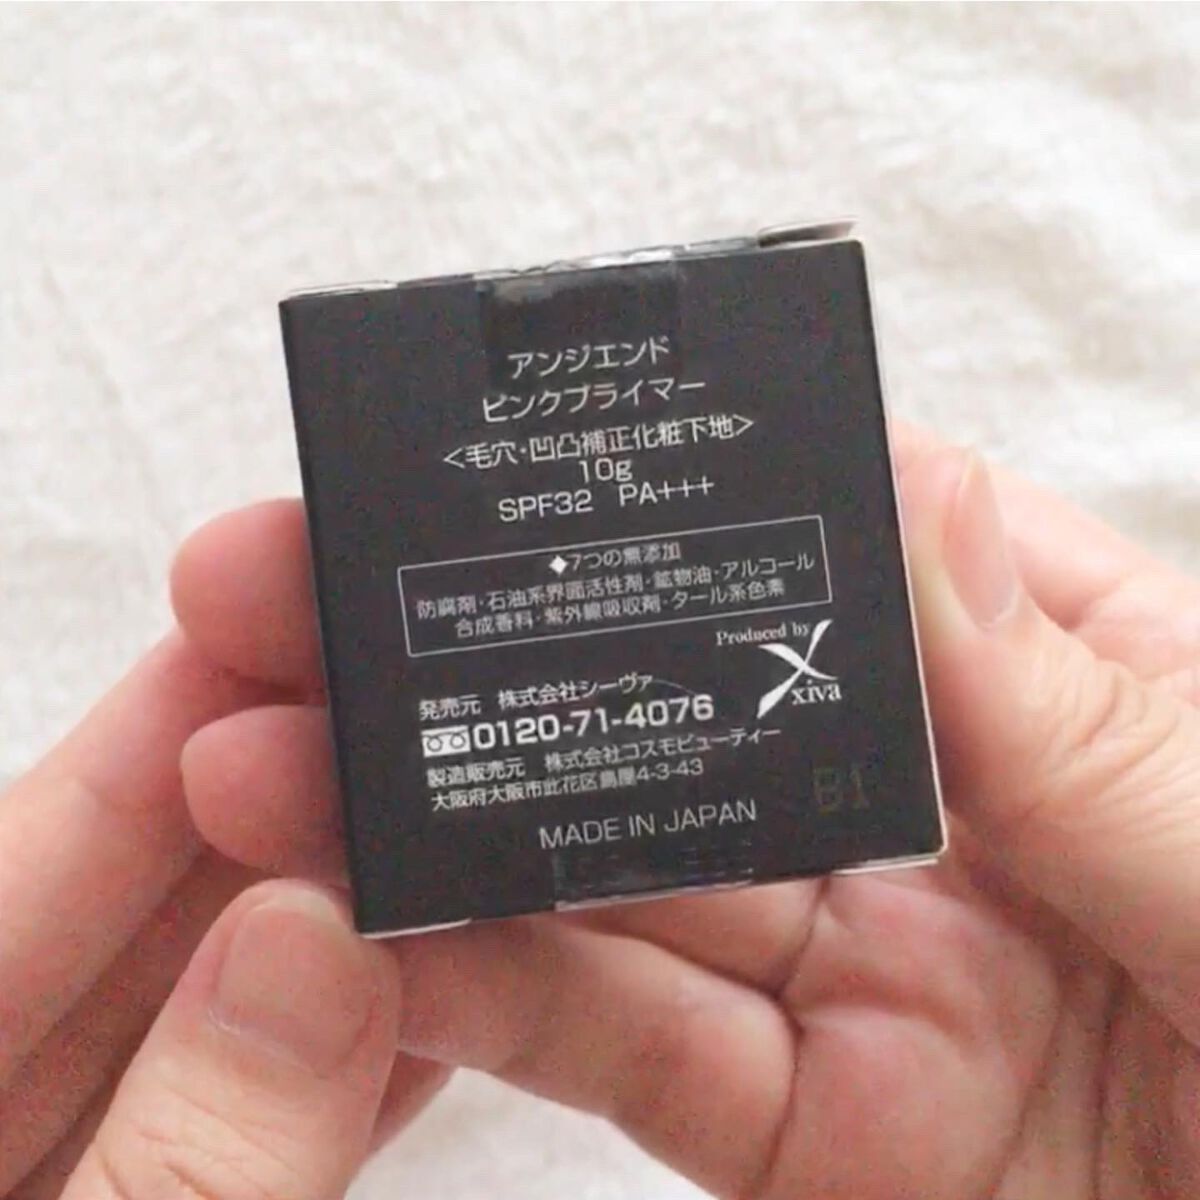 アンジエンド
ピンクプライマー
<毛穴・凹凸補正化粧下地>
10g
SPF32 PA+++
◆7つの無添加
防腐剤・石油系界面活性剤・鉱物油・アルコール
合成香料・紫外線吸収剤・タール系色素
Produced by
xiva
発売元 株式会社シーヴァ
0120-71-4076
製造販売元 株式会社コスモビューティー
大阪府大阪市此花区島屋4-3-43
MADE IN JAPAN
B1